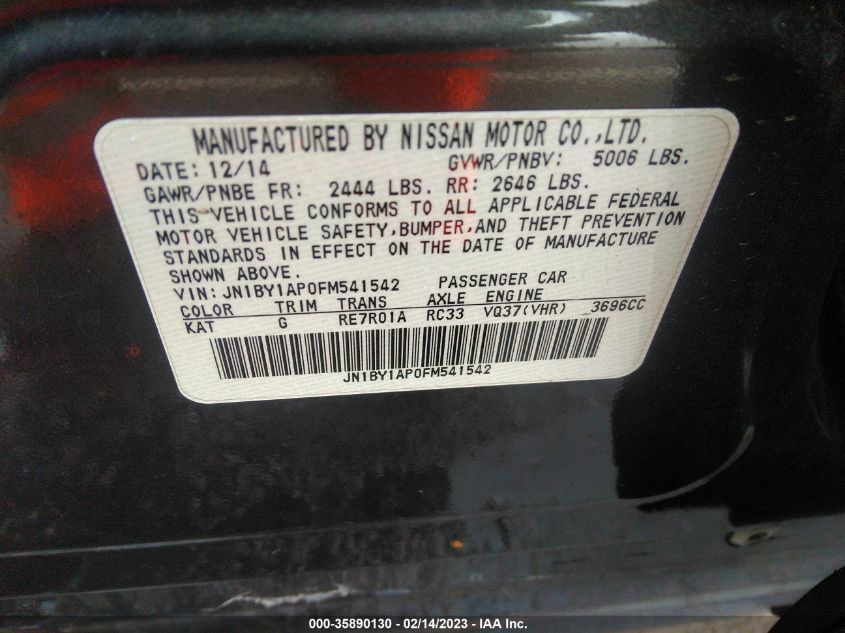 MANUFACTURED BY NISSAN MOTOR CO.,LTD.
DATE: 12/14 GVWR/PNBV: 5006 LBS.
GAWR/PNBE FR: 2444 LBS. RR: 2646 LBS.
THIS VEHICLE CONFORMS TO ALL APPLICABLE FEDERAL
MOTOR VEHICLE SAFETY,BUMPER,AND THEFT PREVENTION
STANDARDS IN EFFECT ON THE DATE OF MANUFACTURE
SHOWN ABOVE.
VIN: JN1BY1AP0FM541542 PASSENGER CAR
COLOR TRIM TRANS AXLE ENGINE
KAT G RE7R01A RC33 VQ37(VHR) 3696CC
JN1BY1AP0FM541542
000-35890130 - 02/14/2023 - IAA Inc.